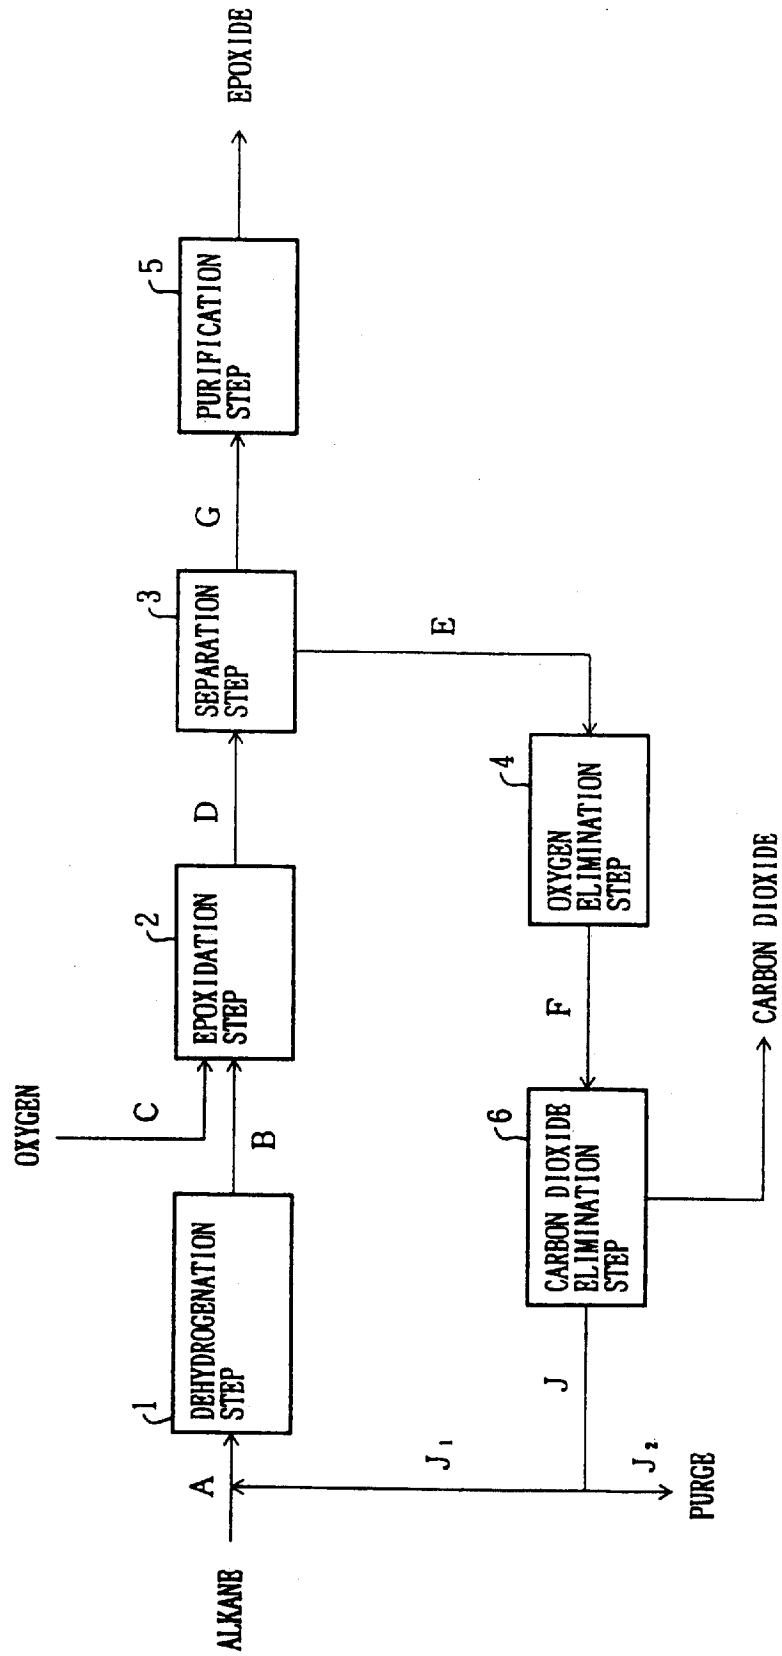 OXYGEN
C
1
2
3
5
ALKANE
A
DEHYDROGENATION
STEP
B
EPOXIDATION
STEP
D
SEPARATION
STEP
G
PURIFICATION
STEP
EPOXIDE
J₁
E
6
4
J
CARBON DIOXIDE
ELIMINATION
STEP
F
OXYGEN
ELIMINATION
STEP
J₂
PURGE
CARBON DIOXIDE